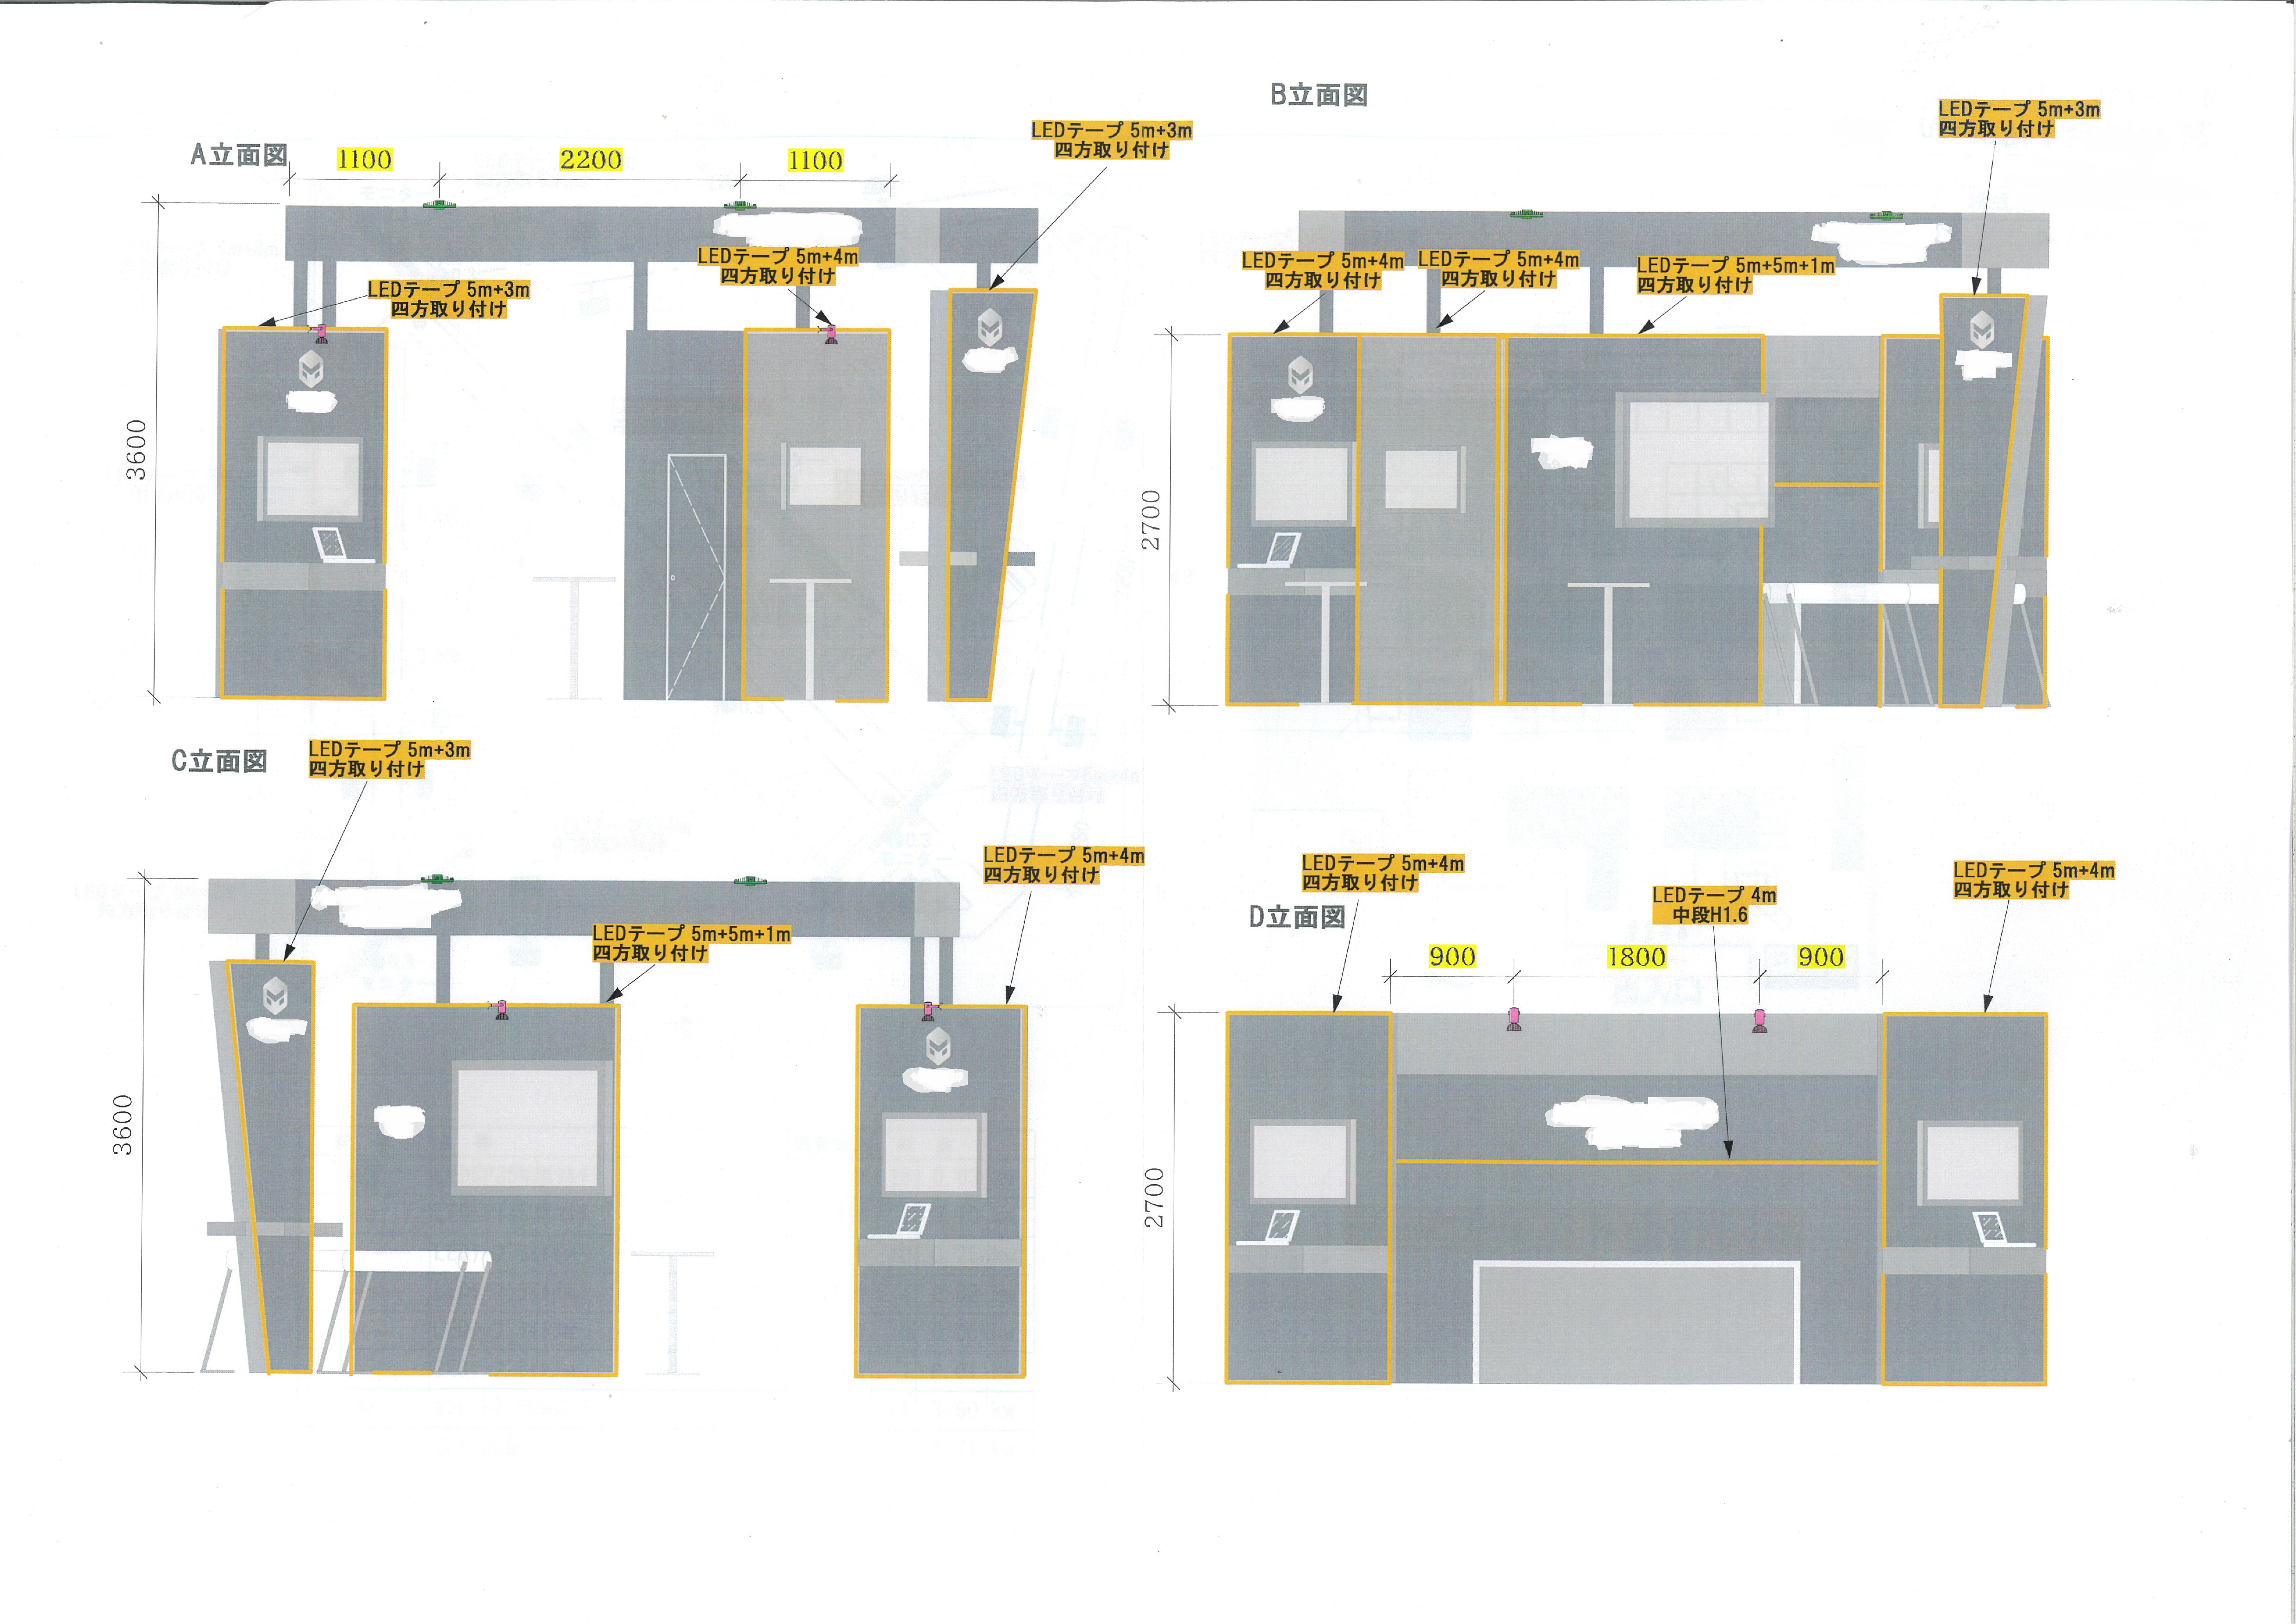 A立面図
1100
2200
1100
LEDテープ 5m+3m
四方取り付け
LEDテープ 5m+4m
四方取り付け
LEDテープ 5m+3m
四方取り付け
3600
B立面図
LEDテープ 5m+3m
四方取り付け
LEDテープ 5m+4m
四方取り付け
LEDテープ 5m+4m
四方取り付け
LEDテープ 5m+5m+1m
四方取り付け
2700
C立面図
LEDテープ 5m+3m
四方取り付け
LEDテープ 5m+4m
四方取り付け
LEDテープ 5m+5m+1m
四方取り付け
3600
D立面図
LEDテープ 5m+4m
四方取り付け
LEDテープ 4m
中段H1.6
LEDテープ 5m+4m
四方取り付け
900
1800
900
2700